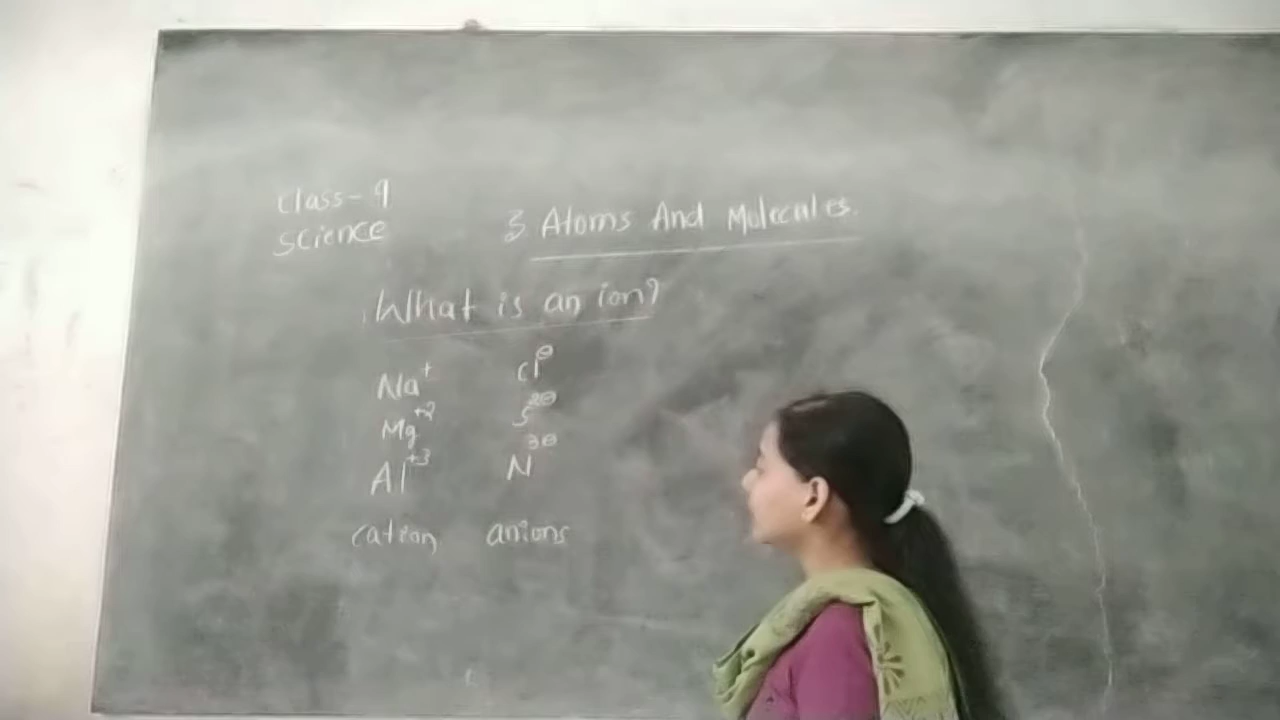 Class-9
Science
3 Atoms And Molecules.
What is an ion?
Na⁺ Cl⊖
Mg⁺² S²⊖
Al⁺³ N³⊖
cation anions